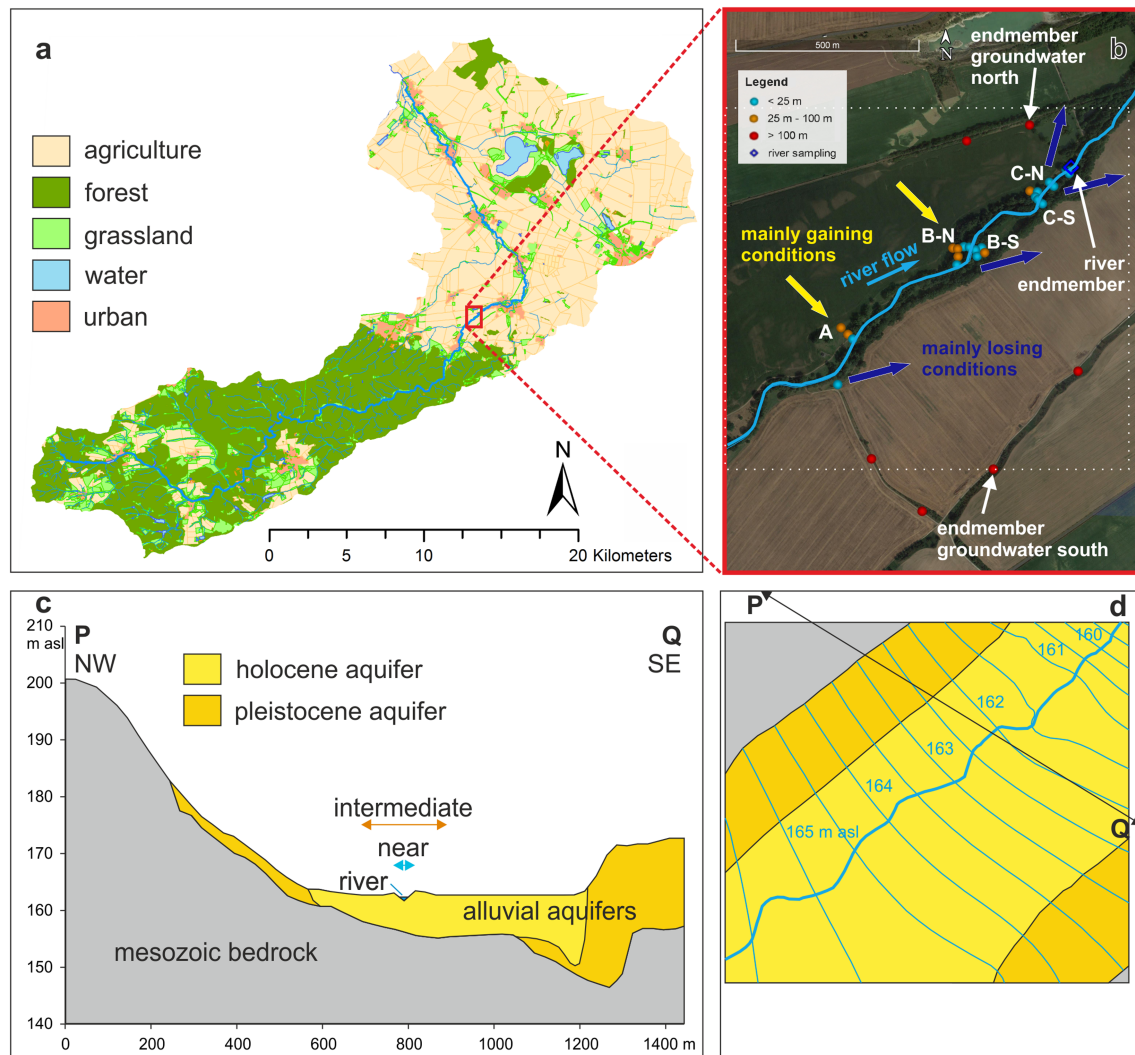 a
agriculture
forest
grassland
water
urban
N
0
5
10
20 Kilometers
b
500 m
N
endmember
groundwater
north
Legend
< 25 m
25 m - 100 m
> 100 m
river sampling
C-N
C-S
B-N
B-S
mainly gaining
conditions
river flow
river
endmember
A
mainly losing
conditions
endmember
groundwater south
c
210
m asl
P
NW
Q
SE
holocene aquifer
pleistocene aquifer
200
190
180
intermediate
170
near
river
160
alluvial aquifers
mesozoic bedrock
150
140
0
200
400
600
800
1000
1200
1400 m
P
d
160
161
162
163
164
165 m asl
Q